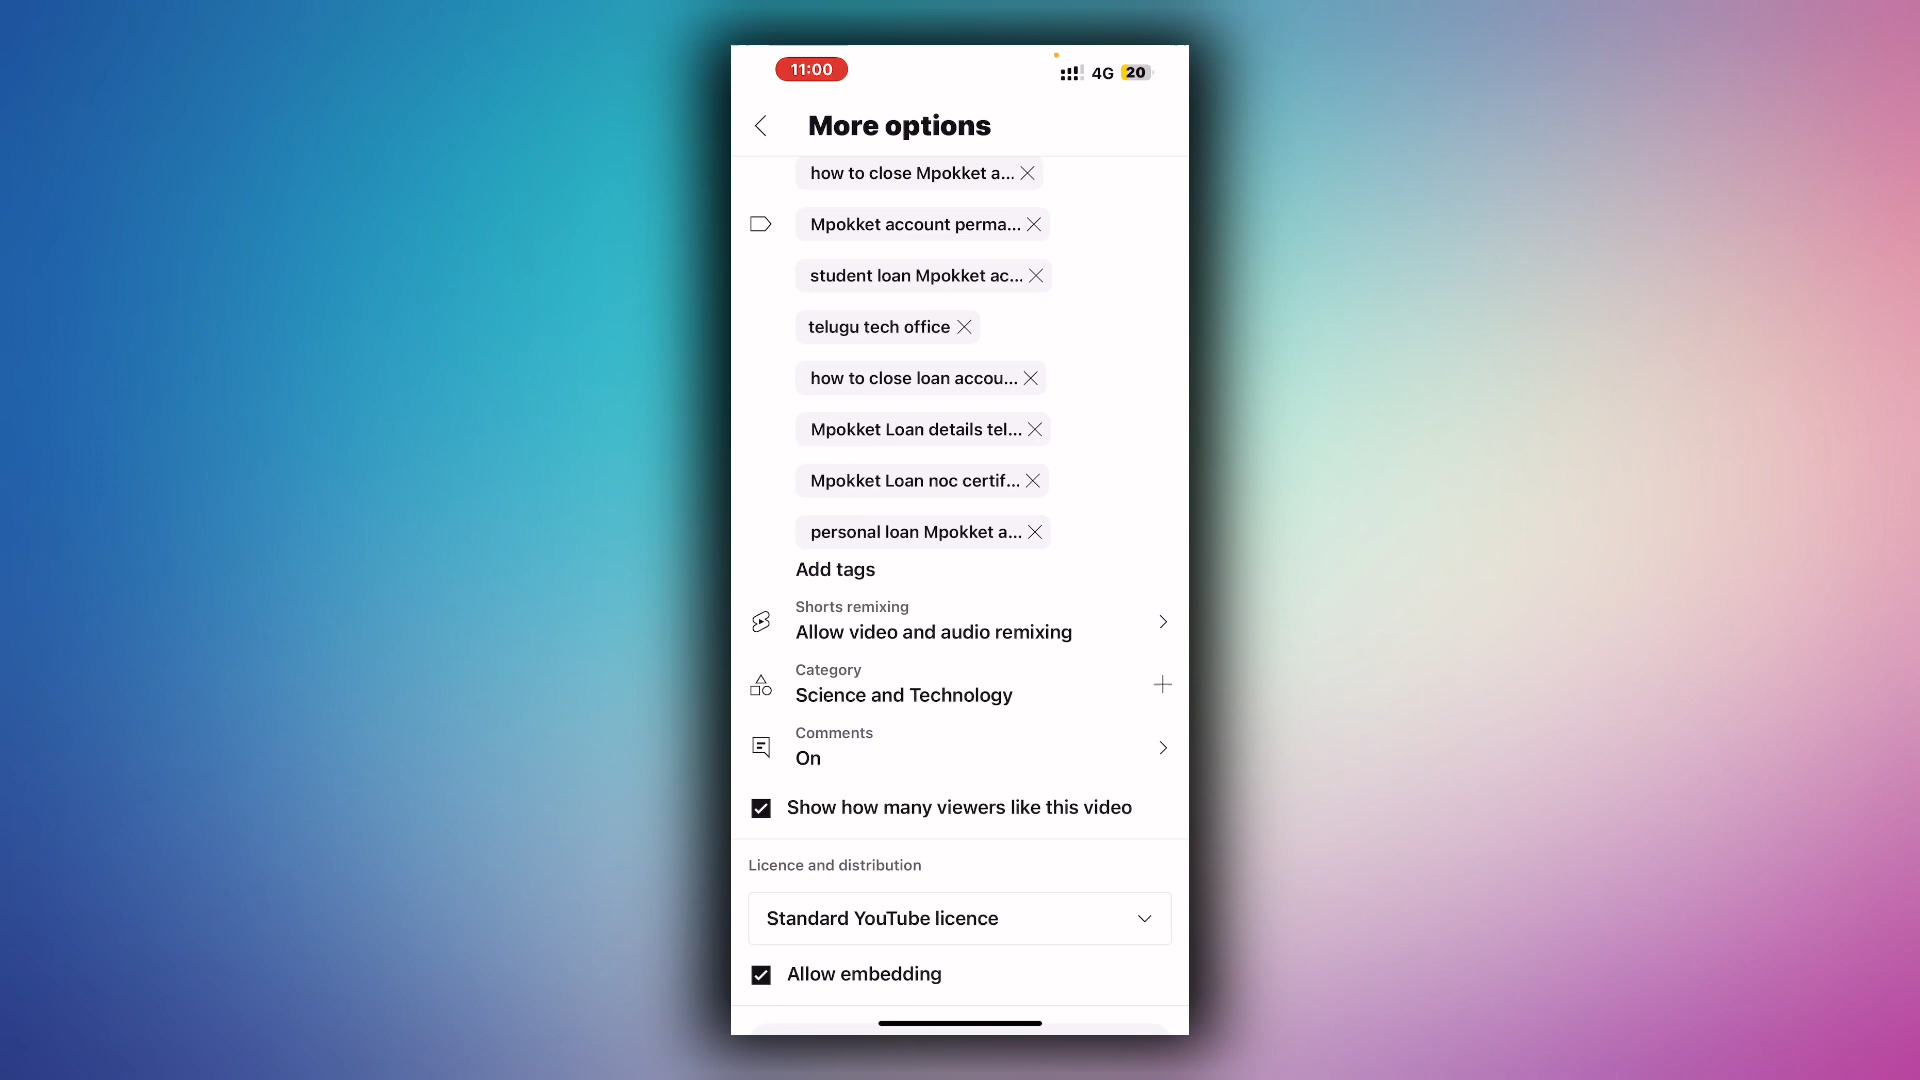 11:00
4G 20
More options
how to close Mpokket a...
Mpokket account perma...
student loan Mpokket ac...
telugu tech office
how to close loan accou...
Mpokket Loan details tel...
Mpokket Loan noc certif...
personal loan Mpokket a...
Add tags
Shorts remixing
Allow video and audio remixing
Category
Science and Technology
Comments
On
Show how many viewers like this video
Licence and distribution
Standard YouTube licence
Allow embedding